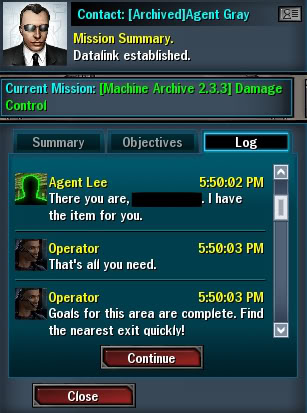 Contact: [Archived]Agent Gray
Mission Summary.
Datalink established.
Current Mission: [Machine Archive 2.3.3] Damage
Control
Summary
Objectives
Log
Agent Lee 5:50:02 PM
There you are, . I have
the item for you.
Operator 5:50:03 PM
That's all you need.
Operator 5:50:03 PM
Goals for this area are complete. Find
the nearest exit quickly!
Continue
Close